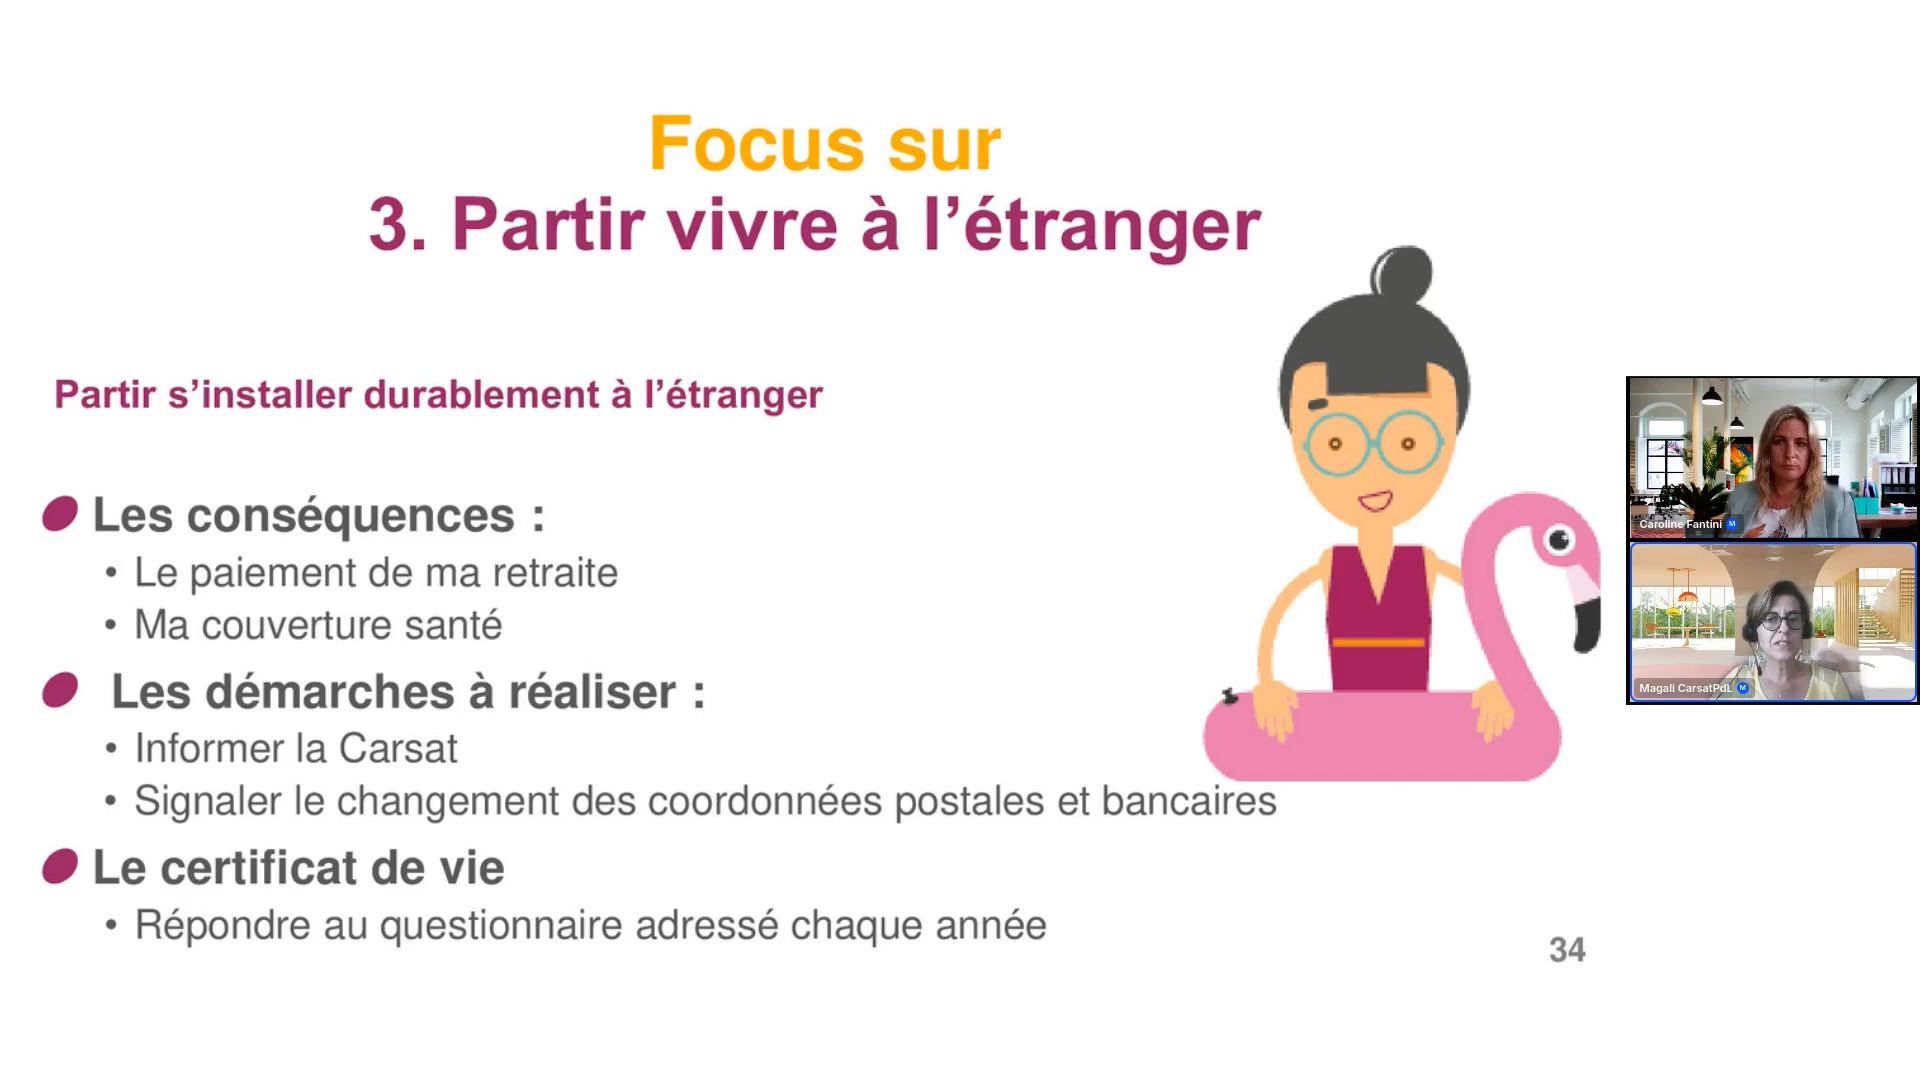 Focus sur
3. Partir vivre à l’étranger
Partir s’installer durablement à l’étranger
Les conséquences :
• Le paiement de ma retraite
• Ma couverture santé
Les démarches à réaliser :
• Informer la Carsat
• Signaler le changement des coordonnées postales et bancaires
Le certificat de vie
• Répondre au questionnaire adressé chaque année
34
Caroline Fantini M
Magali CarsatPdL M